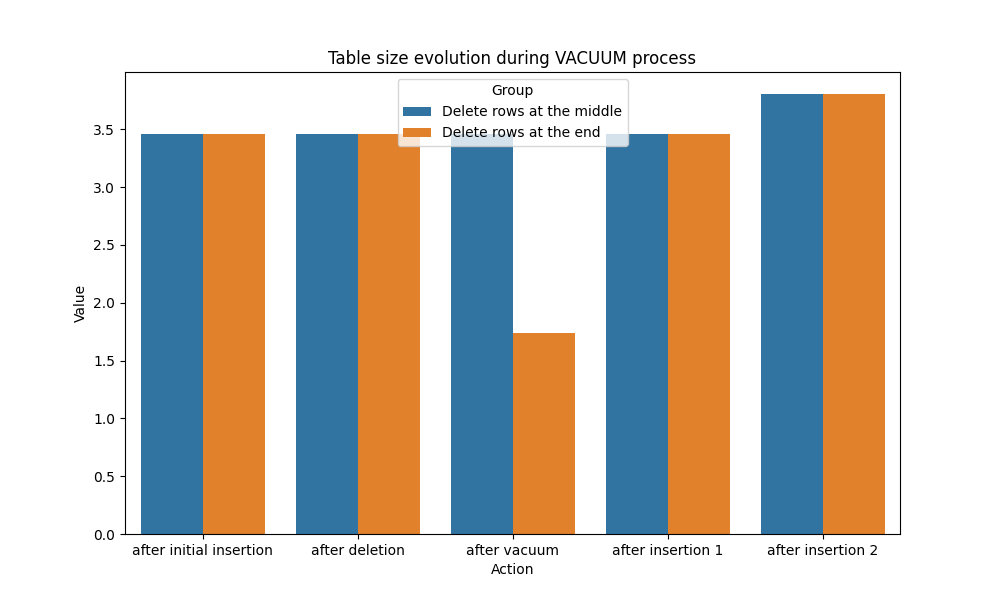 Table size evolution during VACUUM process
Group
Delete rows at the middle
Delete rows at the end
Value
3.5
3.0
2.5
2.0
1.5
1.0
0.5
0.0
after initial insertion
after deletion
after vacuum
after insertion 1
after insertion 2
Action